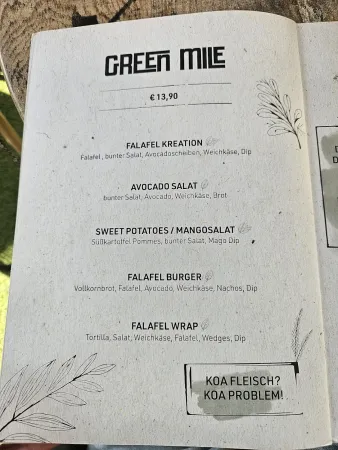 GREEN MILE
€ 13,90
FALAFEL KREATION
Falafel, bunter Salat, Avocadoscheiben, Weichkäse, Dip
AVOCADO SALAT
bunter Salat, Avocado, Weichkäse, Brot
SWEET POTATOES / MANGOSALAT
Süßkartoffel Pommes, bunter Salat, Mago Dip
FALAFEL BURGER
Vollkornbrot, Falafel, Avocado, Weichkäse, Nachos, Dip
FALAFEL WRAP
Tortilla, Salat, Weichkäse, Falafel, Wedges, Dip
KOA FLEISCH?
KOA PROBLEM!